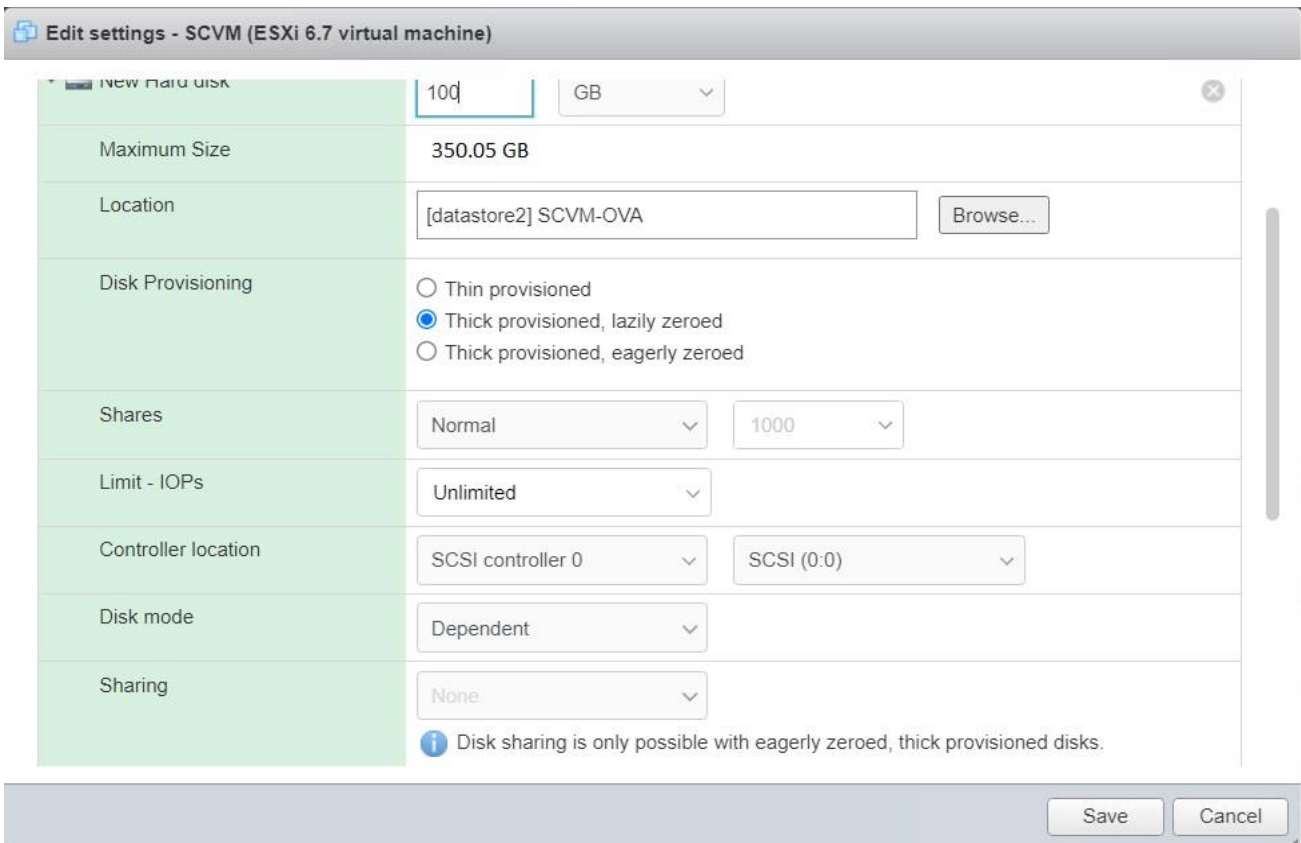 Edit settings - SCVM (ESXi 6.7 virtual machine)
New Hard disk 100 GB
Maximum Size 350.05 GB
Location [datastore2] SCVM-OVA Browse...
Disk Provisioning
Thin provisioned
Thick provisioned, lazily zeroed
Thick provisioned, eagerly zeroed
Shares Normal 1000
Limit - IOPs Unlimited
Controller location SCSI controller 0 SCSI (0:0)
Disk mode Dependent
Sharing None
Disk sharing is only possible with eagerly zeroed, thick provisioned disks.
Save Cancel